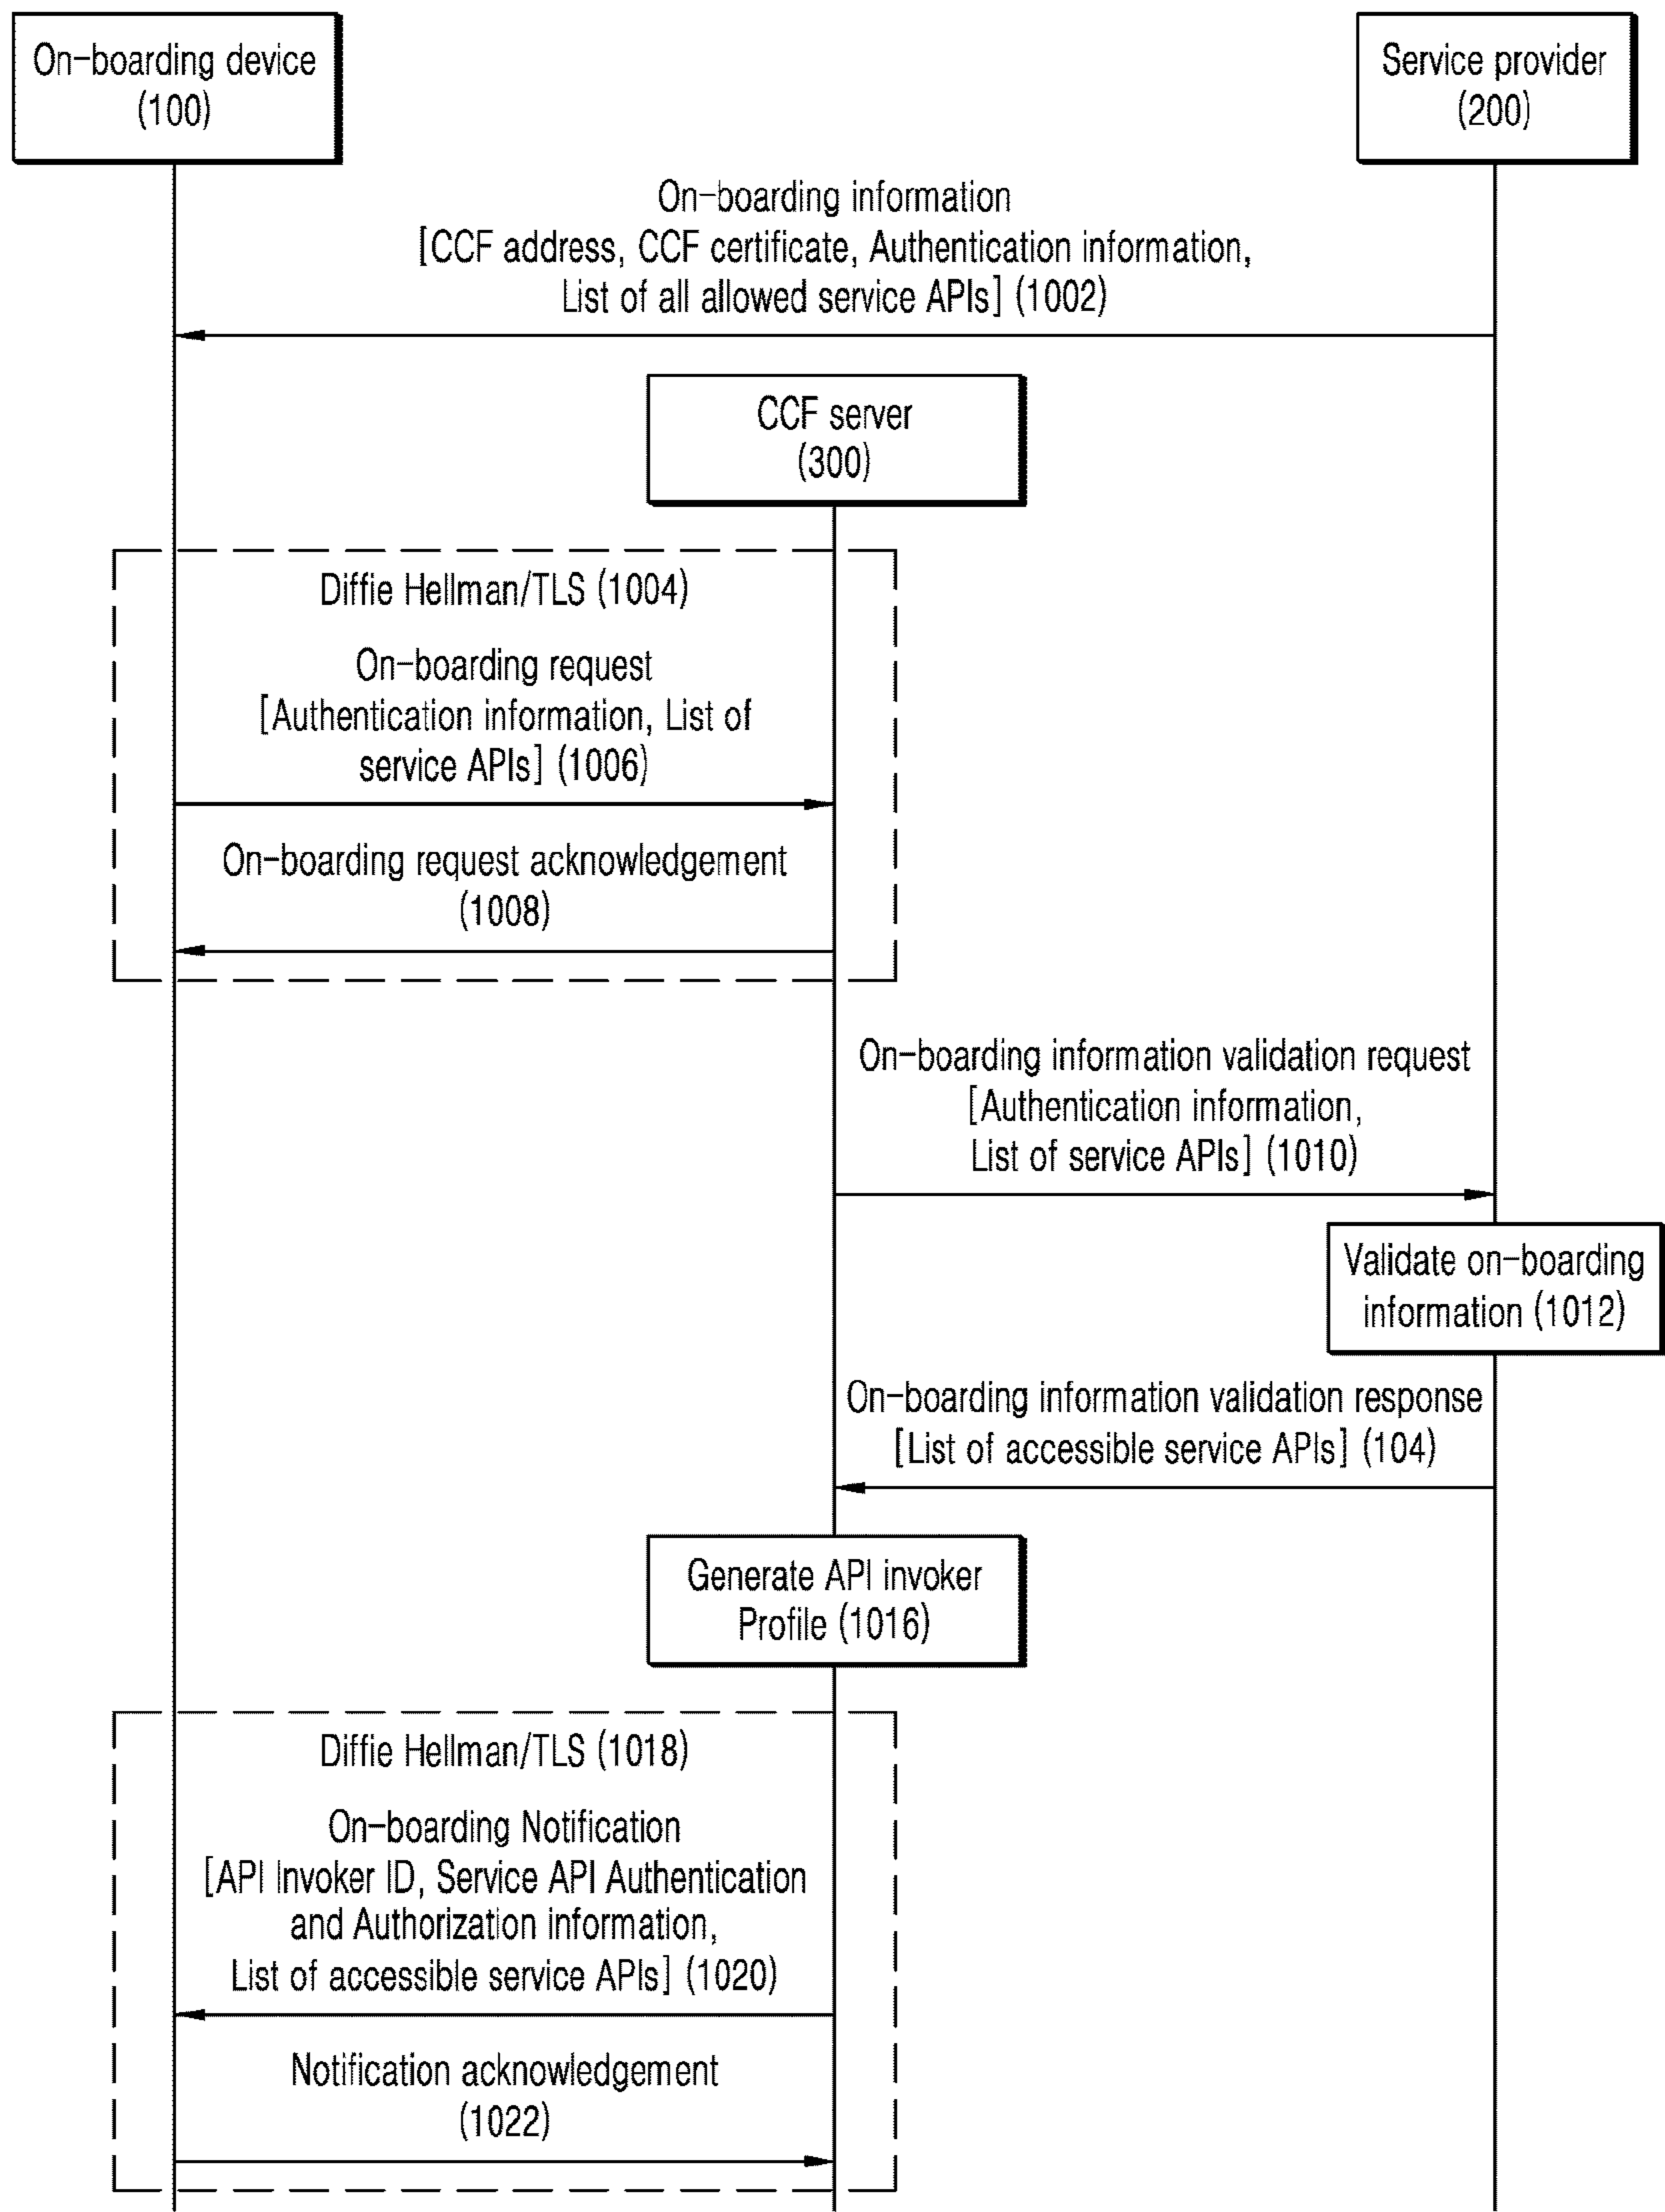 On-boarding device
(100)
Service provider
(200)
On-boarding information
[CCF address, CCF certificate, Authentication information,
List of all allowed service APIs] (1002)
CCF server
(300)
Diffie Hellman/TLS (1004)
On-boarding request
[Authentication information, List of
service APIs] (1006)
On-boarding request acknowledgement
(1008)
On-boarding information validation request
[Authentication information,
List of service APIs] (1010)
Validate on-boarding
information (1012)
On-boarding information validation response
[List of accessible service APIs] (104)
Generate API invoker
Profile (1016)
Diffie Hellman/TLS (1018)
On-boarding Notification
[API Invoker ID, Service API Authentication
and Authorization information,
List of accessible service APIs] (1020)
Notification acknowledgement
(1022)